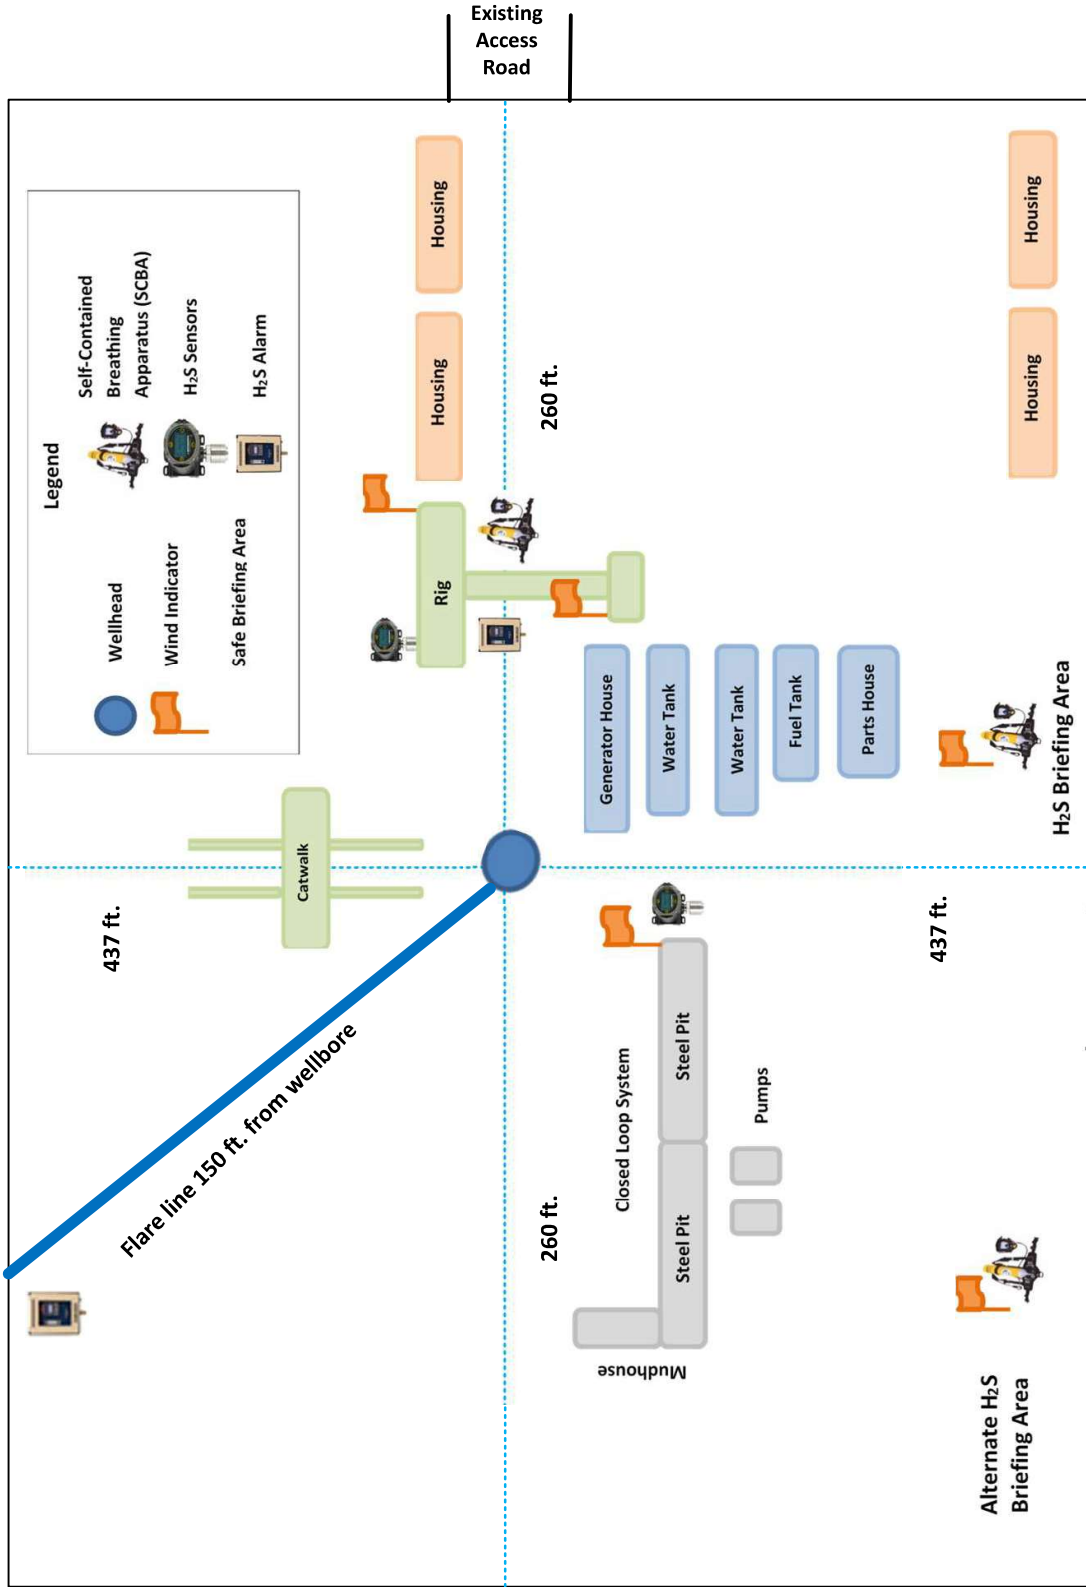 Existing
Access
Road
Legend
Wellhead
Wind Indicator
Safe Briefing Area
Self-Contained
Breathing
Apparatus (SCBA)
H₂S Sensors
H₂S Alarm
Housing
Housing
Housing
Housing
260 ft.
Rig
Generator House
Water Tank
Water Tank
Fuel Tank
Parts House
H₂S Briefing Area
Catwalk
437 ft.
437 ft.
Flare line 150 ft. from wellbore
Closed Loop System
Steel Pit
Steel Pit
Pumps
260 ft.
Mudhouse
Alternate H₂S
Briefing Area